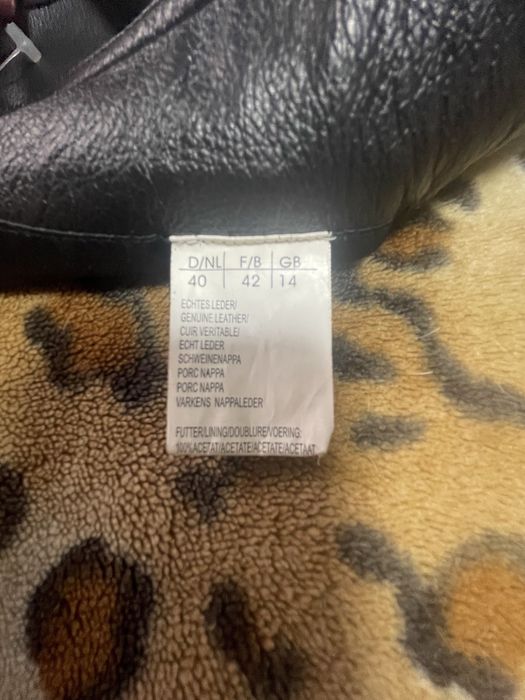 D/NL F/B GB
40 42 14
ECHTES LEDER/
GENUINE LEATHER/
CUIR VERITABLE/
ECHT LEDER
SCHWEINENAPPA
PORC NAPPA
PORC NAPPA
VARKENS NAPPALEDER
FUTTER/LINING/DOUBLURE/VOERING:
100%ACETAT/ACETATE/ACETATE/ACETAAT